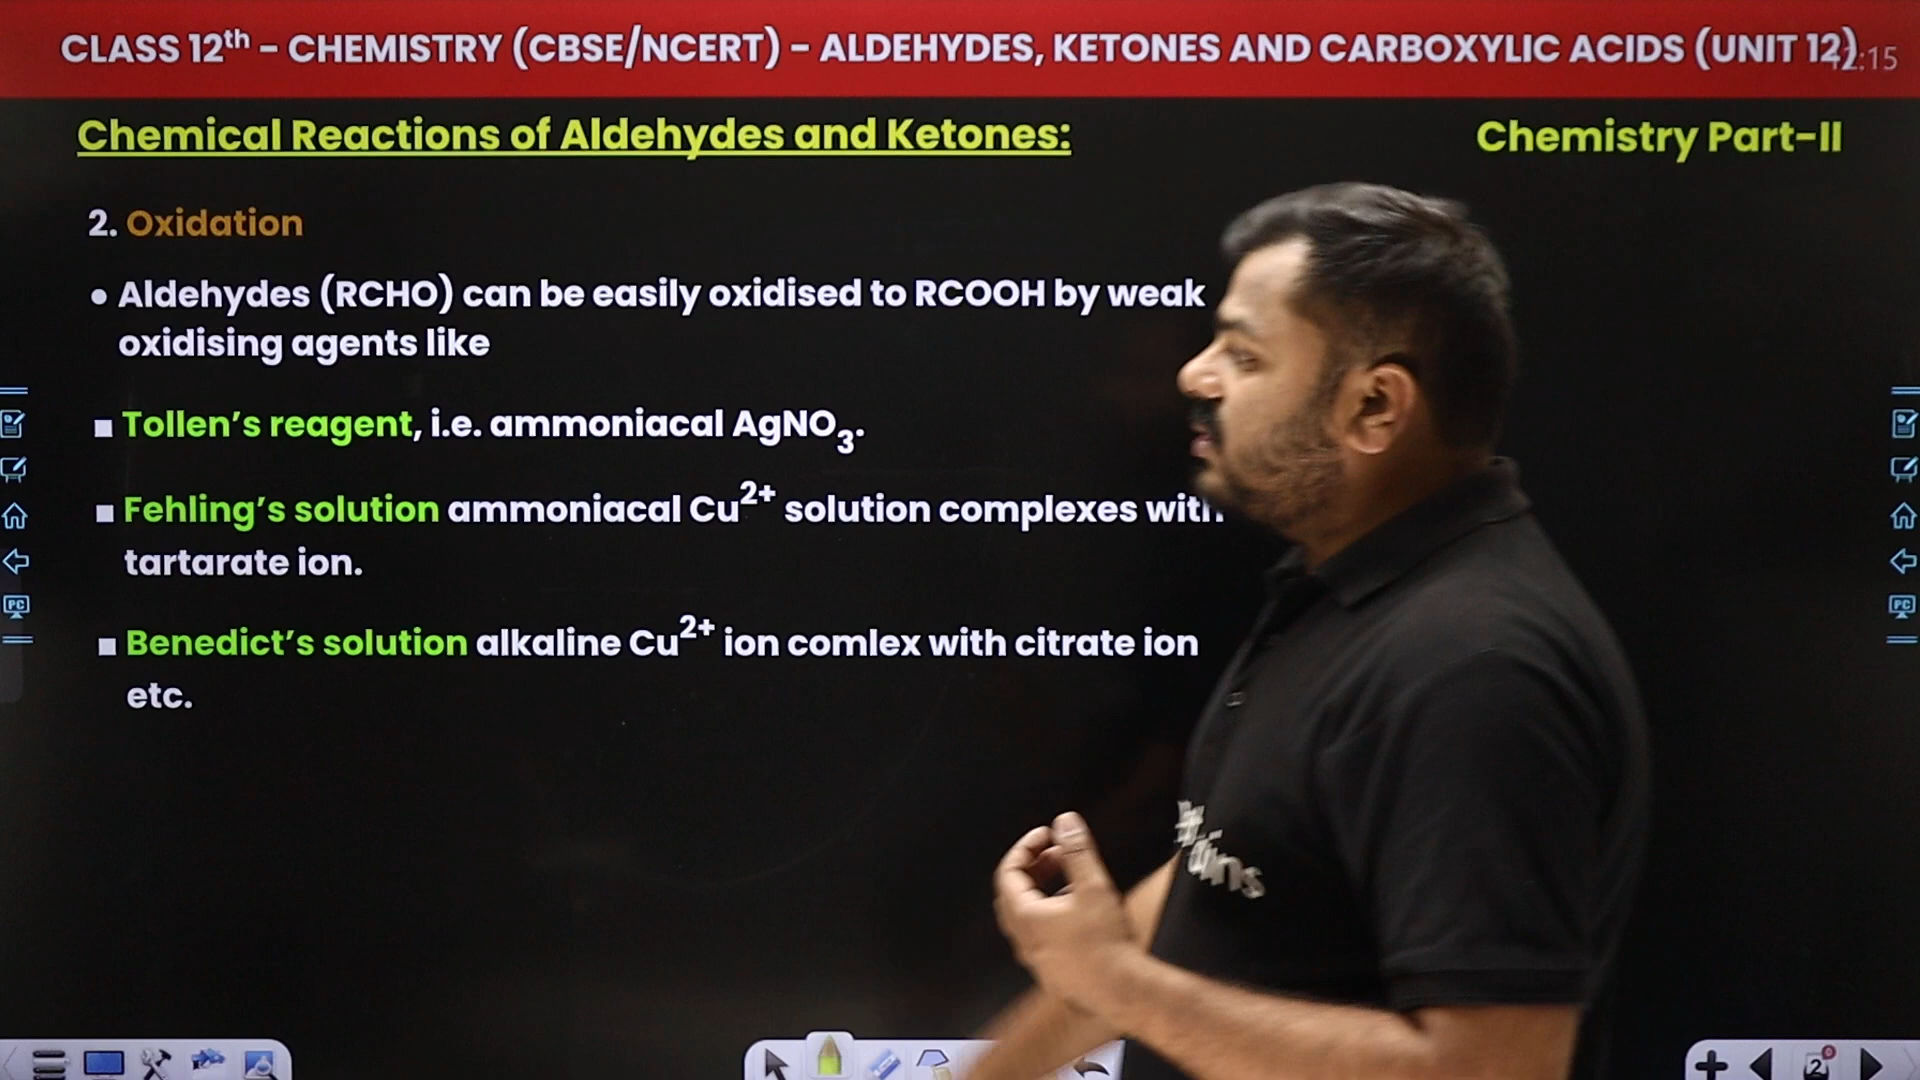 CLASS 12th - CHEMISTRY (CBSE/NCERT) - ALDEHYDES, KETONES AND CARBOXYLIC ACIDS (UNIT 12)
Chemical Reactions of Aldehydes and Ketones:
Chemistry Part-II
2. Oxidation
• Aldehydes (RCHO) can be easily oxidised to RCOOH by weak
oxidising agents like
▪ Tollen's reagent, i.e. ammoniacal AgNO₃.
▪ Fehling's solution ammoniacal Cu²⁺ solution complexes with
tartarate ion.
▪ Benedict's solution alkaline Cu²⁺ ion comlex with citrate ion
etc.
PC
PC
2